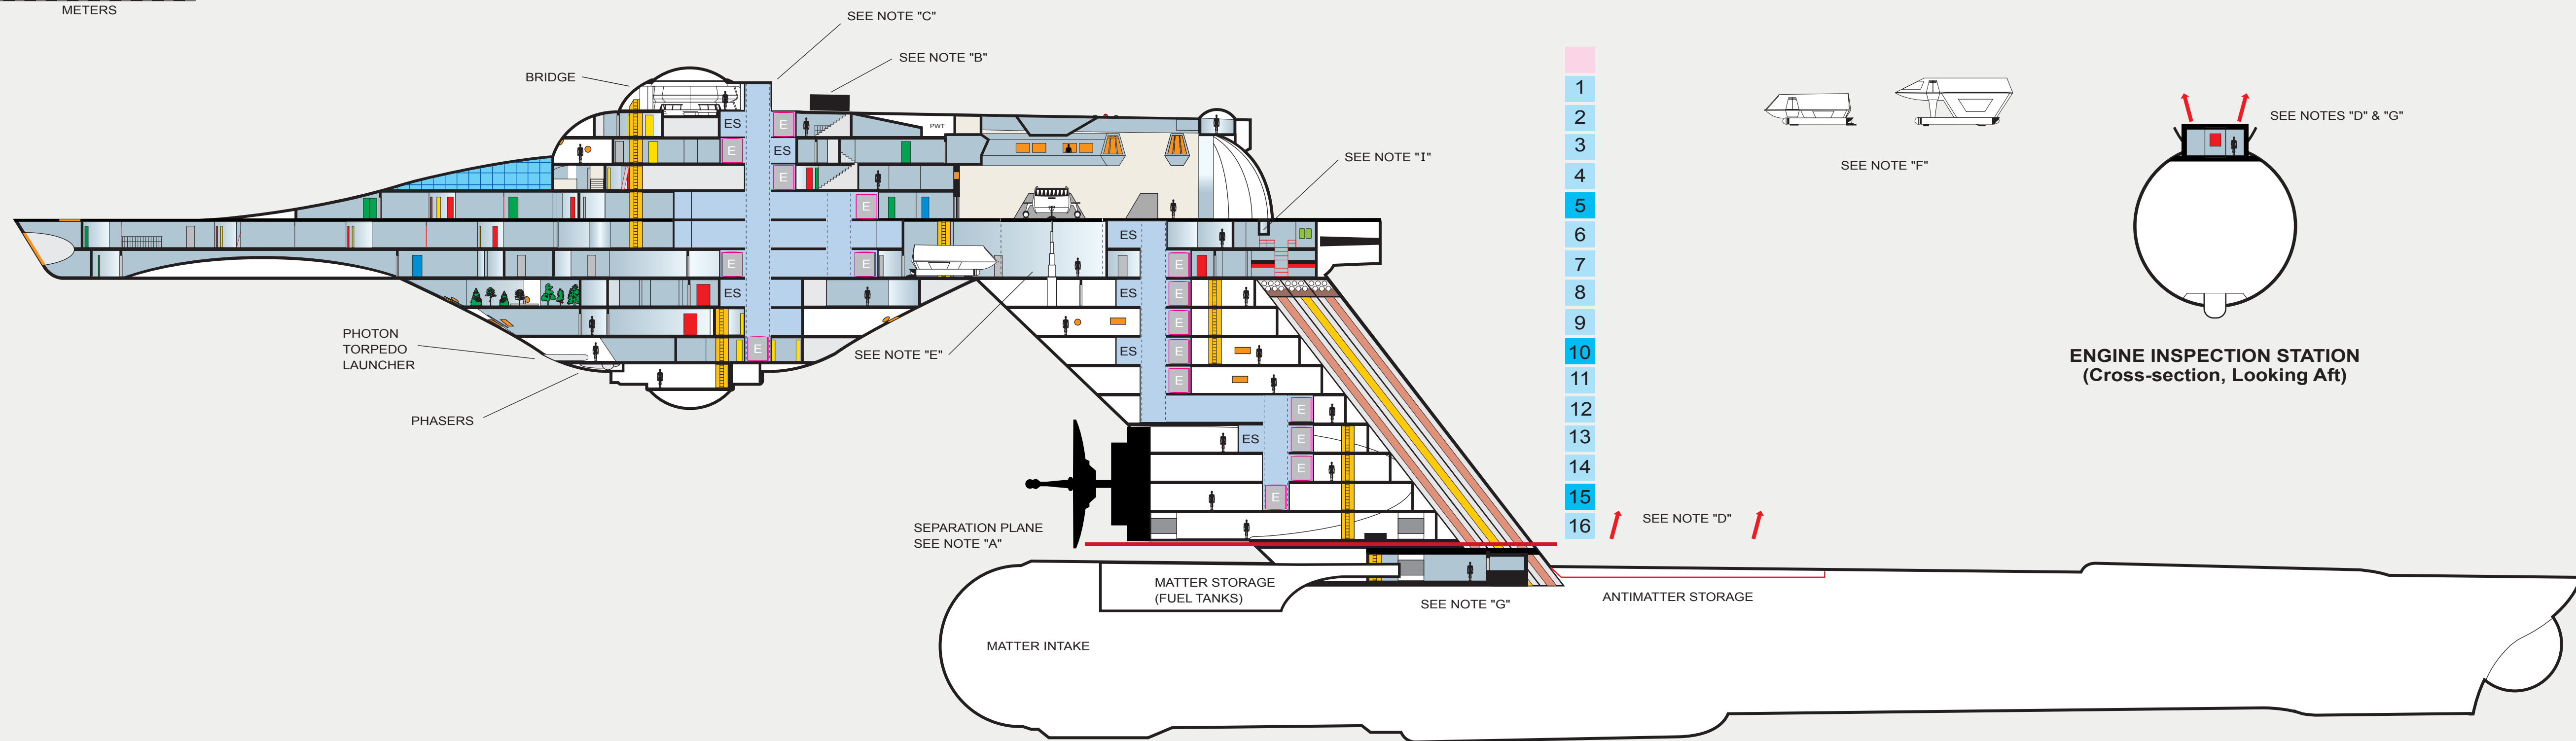 METERS
SEE NOTE "C"
SEE NOTE "B"
BRIDGE
ES
E
PWT
E
ES
E
SEE NOTE "I"
E
ES
ES
E
E
E
ES
ES
E
PHOTON
TORPEDO
LAUNCHER
E
E
ES
E
SEE NOTE "E"
E
PHASERS
E
ES
E
E
E
SEPARATION PLANE
SEE NOTE "A"
MATTER STORAGE
(FUEL TANKS)
SEE NOTE "G"
ANTIMATTER STORAGE
MATTER INTAKE
1
2
3
4
5
6
7
8
9
10
11
12
13
14
15
16
SEE NOTE "D"
SEE NOTE "F"
SEE NOTES "D" & "G"
ENGINE INSPECTION STATION
(Cross-section, Looking Aft)